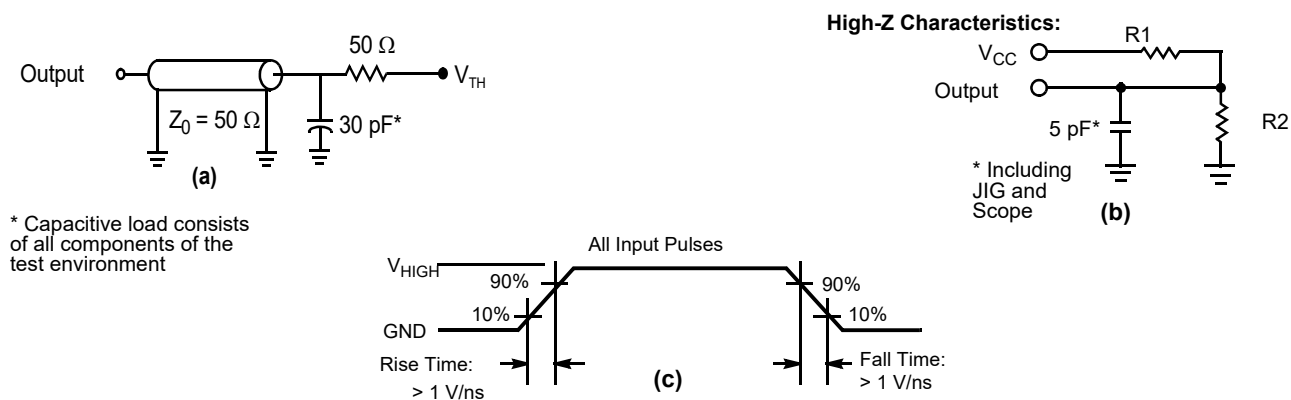 High-Z Characteristics:
Output
50 Ω
V_TH
Z_0 = 50 Ω
30 pF*
(a)
* Capacitive load consists
of all components of the
test environment
R1
V_CC
Output
5 pF*
R2
* Including
JIG and
Scope
(b)
All Input Pulses
V_HIGH
90%
90%
10%
10%
GND
Rise Time:
> 1 V/ns
(c)
Fall Time:
> 1 V/ns